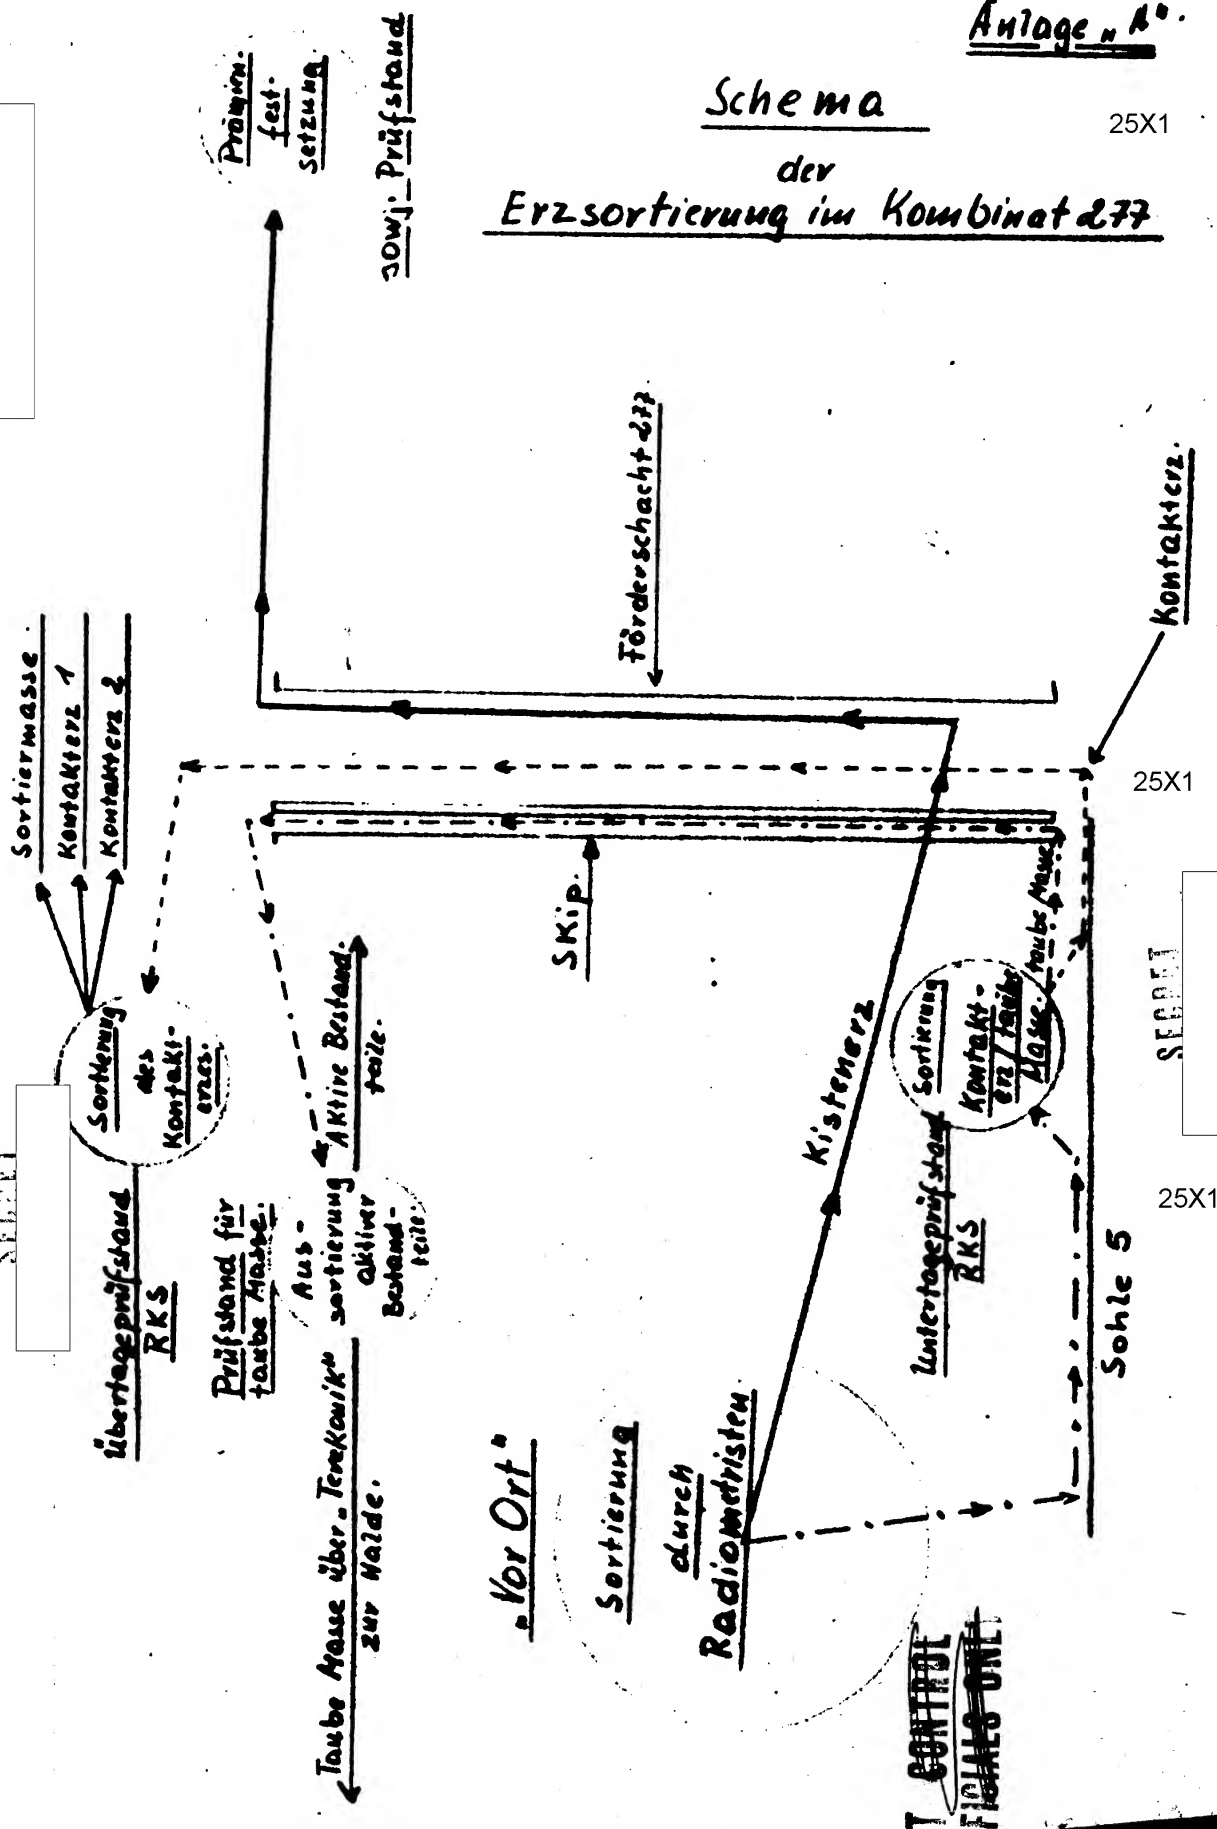 Anlage „A“.
Schema
25X1
der
Erzsortierung im Kombinat 277
Prämien.
fest.
setzung.
sowj. Prüfstand
Förderschacht 277
Kontakterz.
Sortiermasse.
Kontakterz 1
Kontakterz 2
25X1
SKip.
taube Masse
Sortierung
des
Kontakt-
erzes.
Übertageprüfstand
RKS
Aktive Bestand.
teile.
Prüfstand für
taube Masse.
Aus-
sortierung
aktiver
Bestand-
teile.
Kistenerz
Sortierung
Kontakt-
erz / taube
Masse.
Untertageprüfstand
RKS
SECRET
25X1
Sohle 5
Taube Masse über „Terrekonik“
zur Halde.
„Vor Ort“
Sortierung
durch
Radiometristen
CONTROL